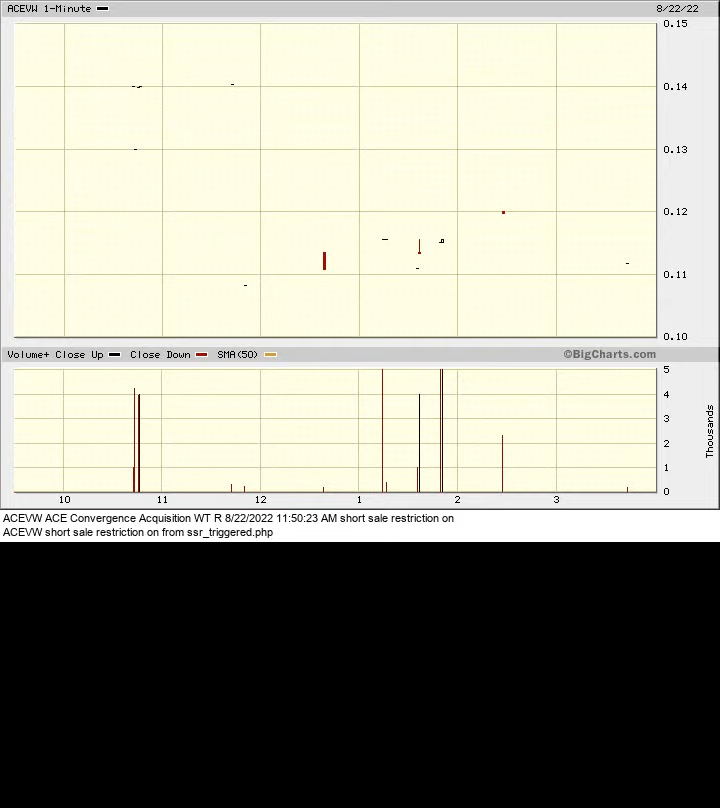 ACEVW 1-Minute 8/22/22
0.15
0.14
0.13
0.12
0.11
0.10
Volume+ Close Up Close Down SMA(50) ©BigCharts.com
5
4
3
2
1
0
Thousands
10 11 12 1 2 3
ACEVW ACE Convergence Acquisition WT R 8/22/2022 11:50:23 AM short sale restriction on
ACEVW short sale restriction on from ssr_triggered.php